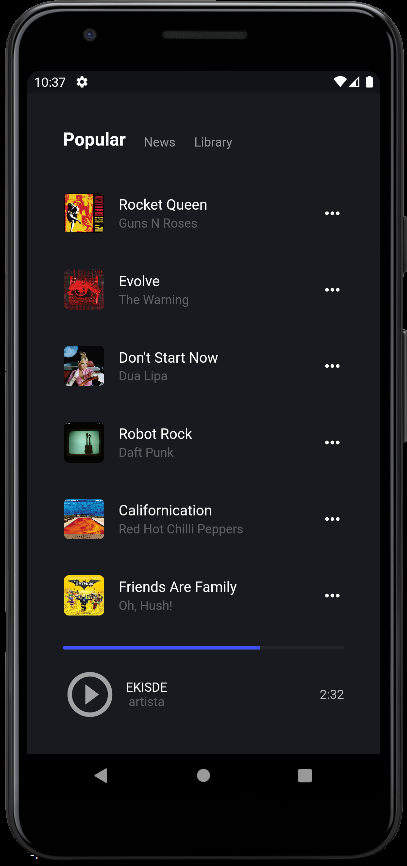 10:37
Popular News Library
Rocket Queen
Guns N Roses
Evolve
The Warning
Don't Start Now
Dua Lipa
Robot Rock
Daft Punk
Californication
Red Hot Chilli Peppers
Friends Are Family
Oh, Hush!
EKISDE
artista
2:32